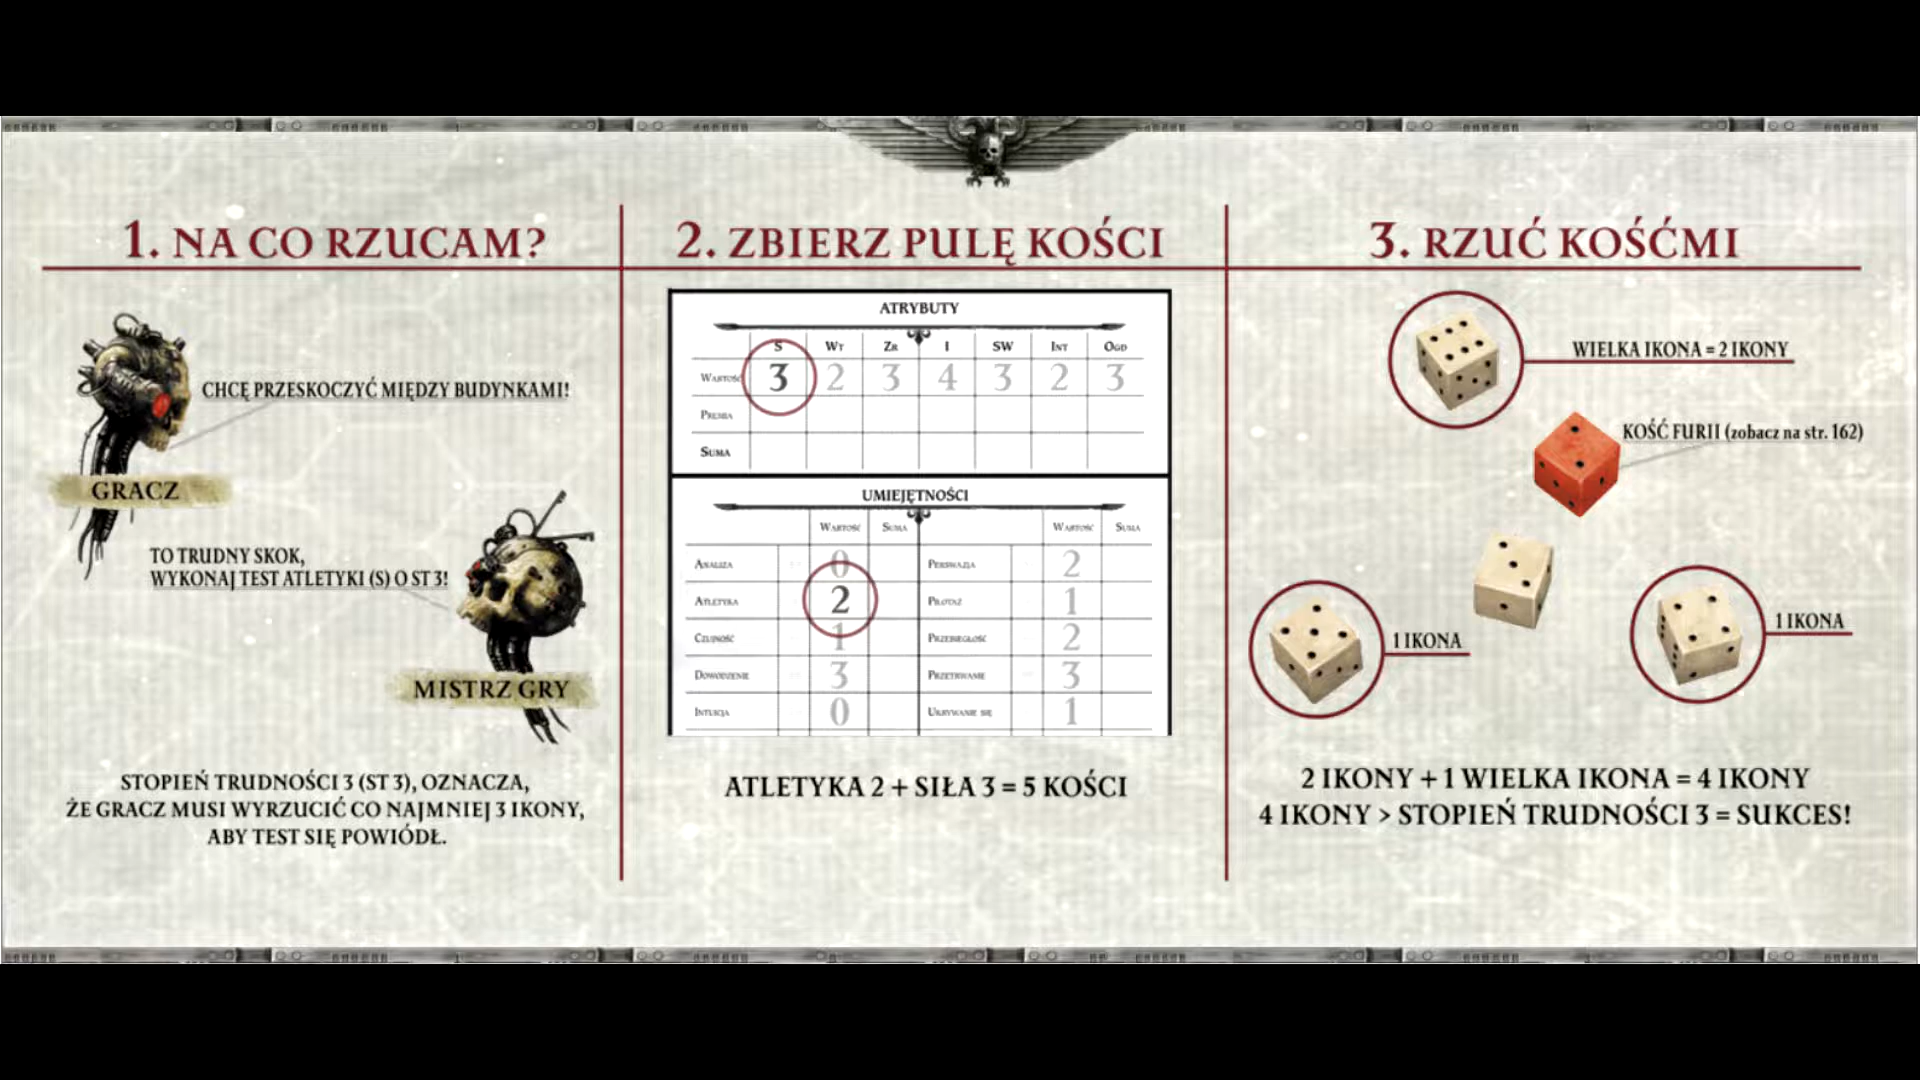 1. NA CO RZUCAM?
CHCĘ PRZESKOCZYĆ MIĘDZY BUDYNKAMI!
GRACZ
TO TRUDNY SKOK,
WYKONAJ TEST ATLETYKI (S) O ST 3!
MISTRZ GRY
STOPIEŃ TRUDNOŚCI 3 (ST 3), OZNACZA,
ŻE GRACZ MUSI WYRZUCIĆ CO NAJMNIEJ 3 IKONY,
ABY TEST SIĘ POWIÓDŁ.
2. ZBIERZ PULĘ KOŚCI
ATRYBUTY
S WT ZR I SW INT OGD
WARTOŚĆ 3 2 3 4 3 2 3
PREMIA
SUMA
UMIEJĘTNOŚCI
WARTOŚĆ SUMA WARTOŚĆ SUMA
ANALIZA 0 PERSWAZJA 2
ATLETYKA 2 PILOTAŻ 1
CZUJNOŚĆ 1 PRZEBIEGŁOŚĆ 2
DOWODZENIE 3 PRZETRWANIE 3
INTUICJA 0 UKRYWANIE SIĘ 1
ATLETYKA 2 + SIŁA 3 = 5 KOŚCI
3. RZUĆ KOŚĆMI
WIELKA IKONA = 2 IKONY
KOŚĆ FURII (zobacz na str. 162)
1 IKONA
1 IKONA
2 IKONY + 1 WIELKA IKONA = 4 IKONY
4 IKONY > STOPIEŃ TRUDNOŚCI 3 = SUKCES!